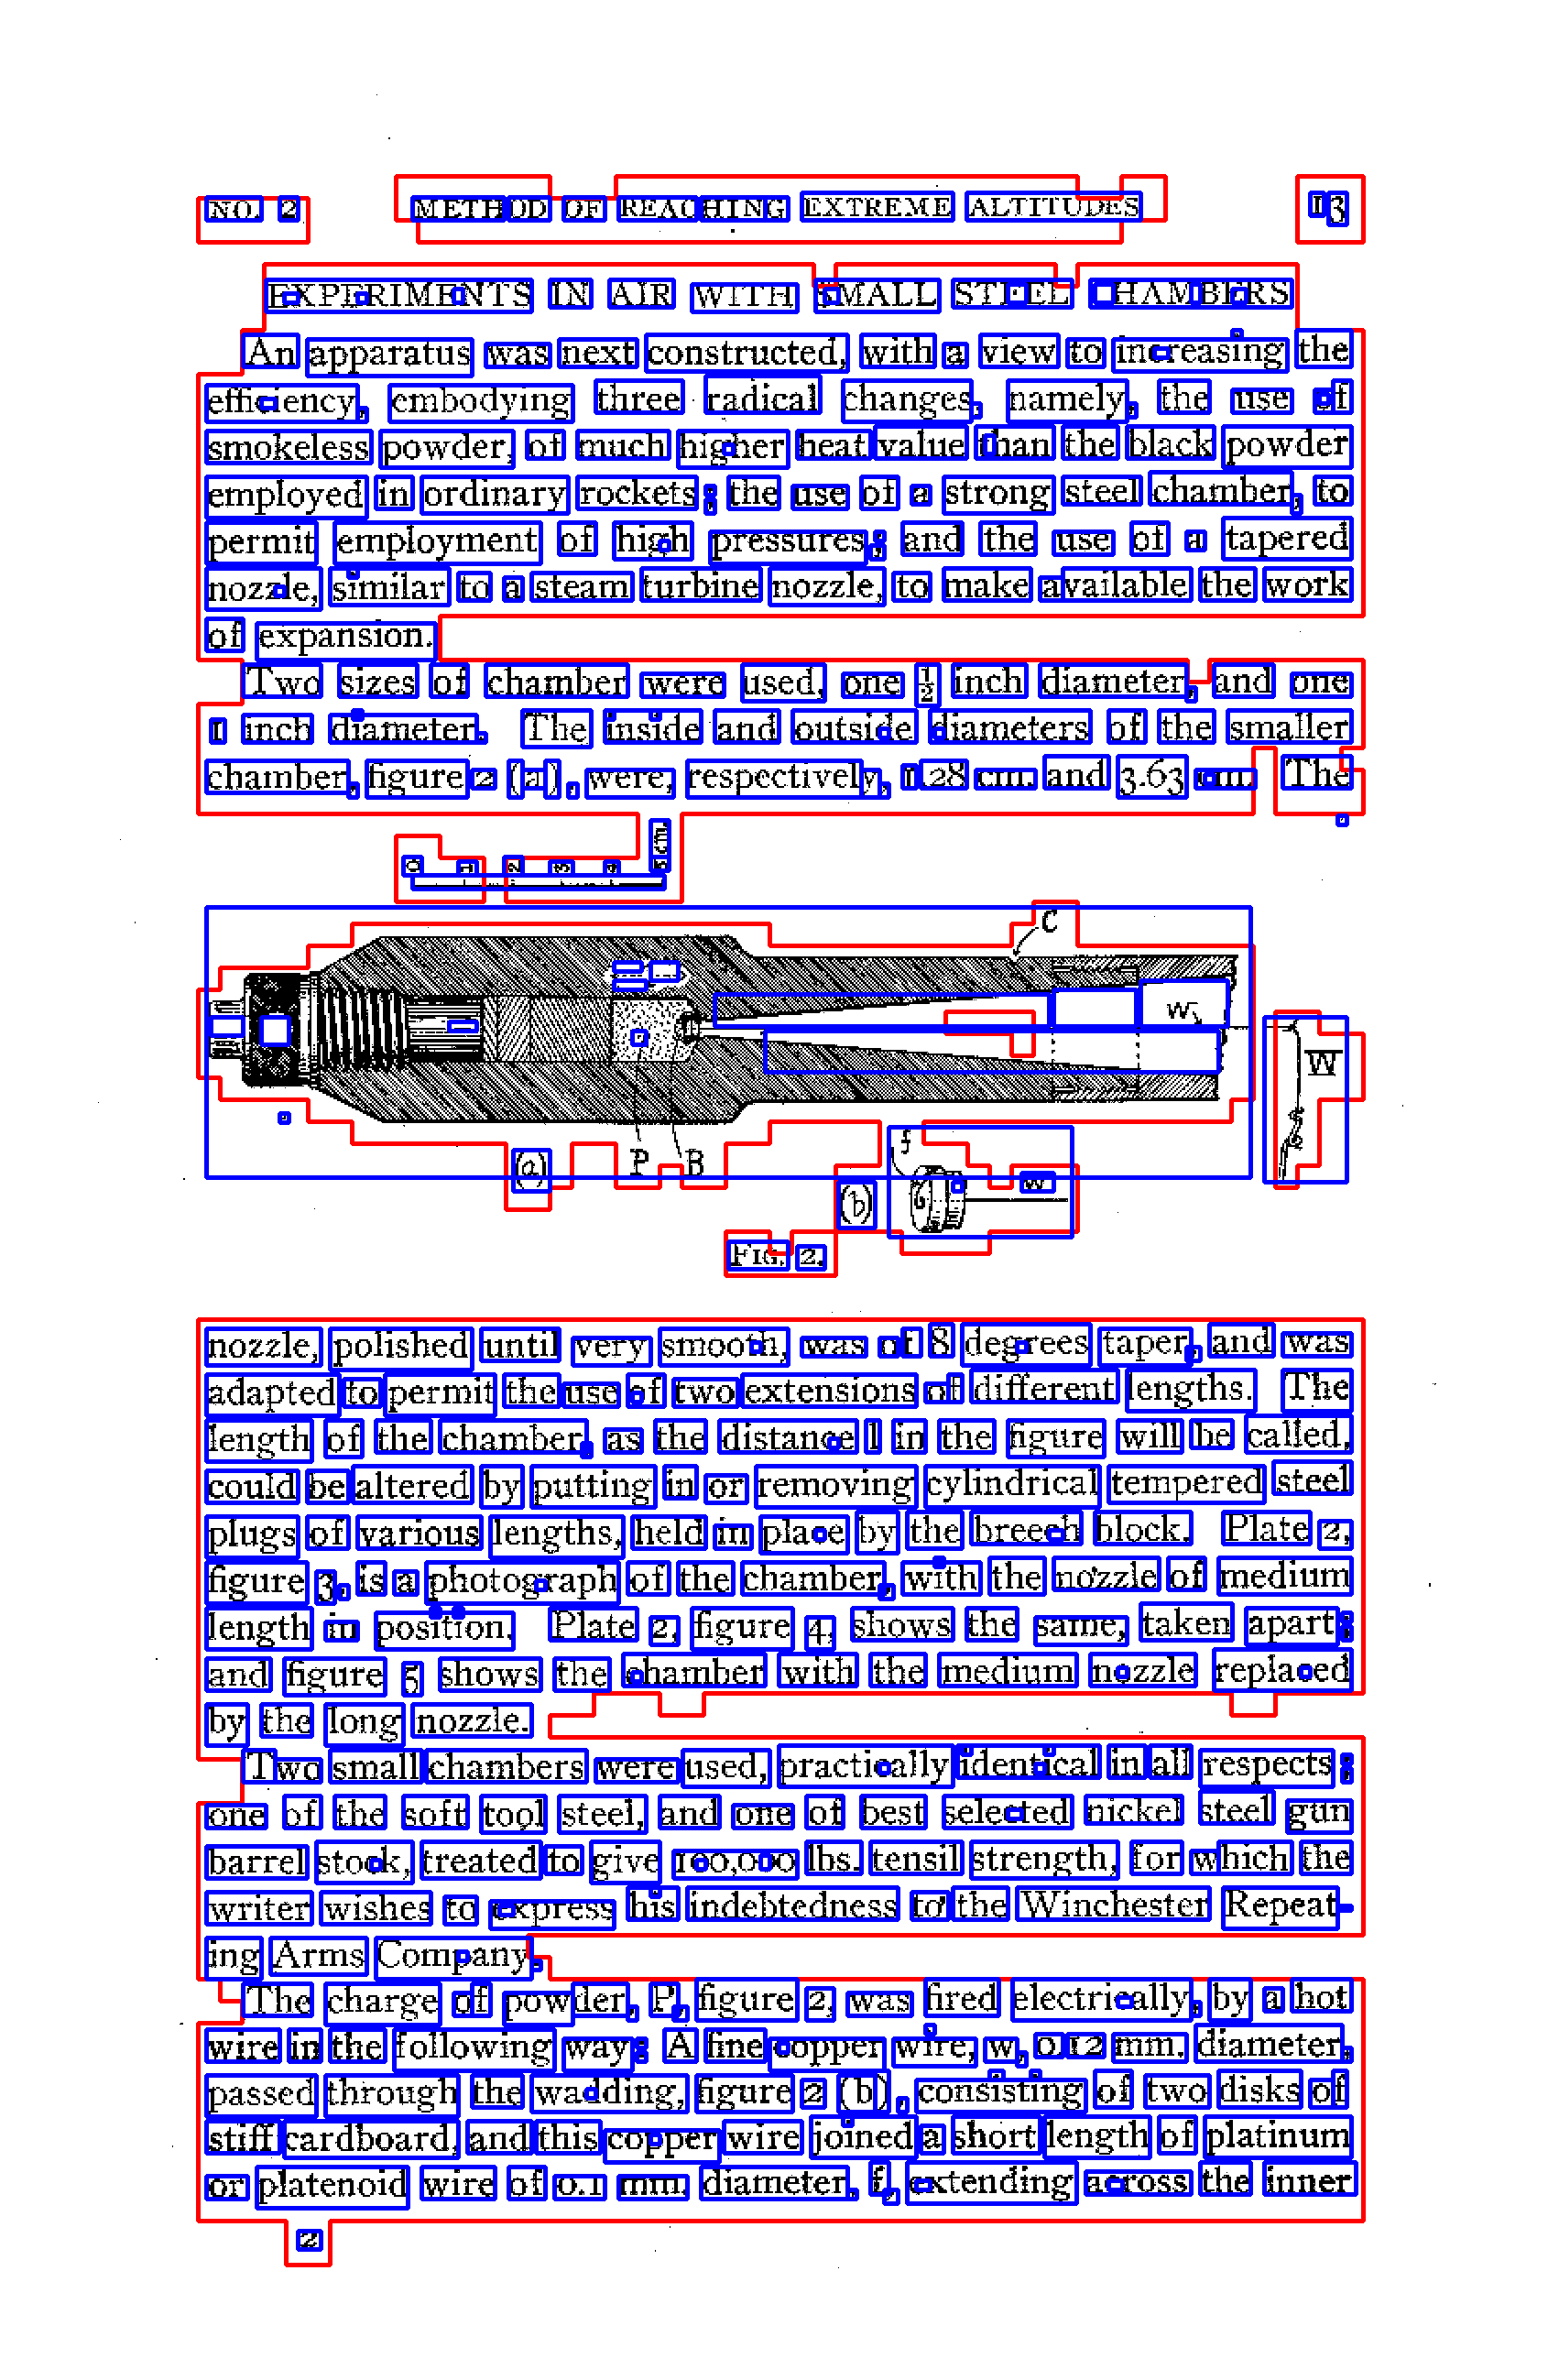 NO. 2 METHOD OF REACHING EXTREME ALTITUDES 13
EXPERIMENTS IN AIR WITH SMALL STEEL CHAMBERS
An apparatus was next constructed, with a view to increasing the
efficiency, embodying three radical changes, namely, the use of
smokeless powder, of much higher heat value than the black powder
employed in ordinary rockets; the use of a strong steel chamber, to
permit employment of high pressures; and the use of a tapered
nozzle, similar to a steam turbine nozzle, to make available the work
of expansion.
Two sizes of chamber were used, one ½ inch diameter, and one
1 inch diameter. The inside and outside diameters of the smaller
chamber, figure 2 (a), were, respectively, 1.28 cm. and 3.63 cm. The
0 1 2 3 4 5 cm.
C
W
W
P B
(a)
f
W
(b)
FIG. 2.
nozzle, polished until very smooth, was of 8 degrees taper, and was
adapted to permit the use of two extensions of different lengths. The
length of the chamber, as the distance l in the figure will be called,
could be altered by putting in or removing cylindrical tempered steel
plugs of various lengths, held in place by the breech block. Plate 2,
figure 3, is a photograph of the chamber, with the nozzle of medium
length in position. Plate 2, figure 4, shows the same, taken apart;
and figure 5 shows the chamber with the medium nozzle replaced
by the long nozzle.
Two small chambers were used, practically identical in all respects;
one of the soft tool steel, and one of best selected nickel steel gun
barrel stock, treated to give 100,000 lbs. tensil strength, for which the
writer wishes to express his indebtedness to the Winchester Repeat-
ing Arms Company.
The charge of powder, P, figure 2, was fired electrically, by a hot
wire in the following way: A fine copper wire, w, 0.12 mm. diameter,
passed through the wadding, figure 2 (b), consisting of two disks of
stiff cardboard, and this copper wire joined a short length of platinum
or platenoid wire of 0.1 mm. diameter, f, extending across the inner
2